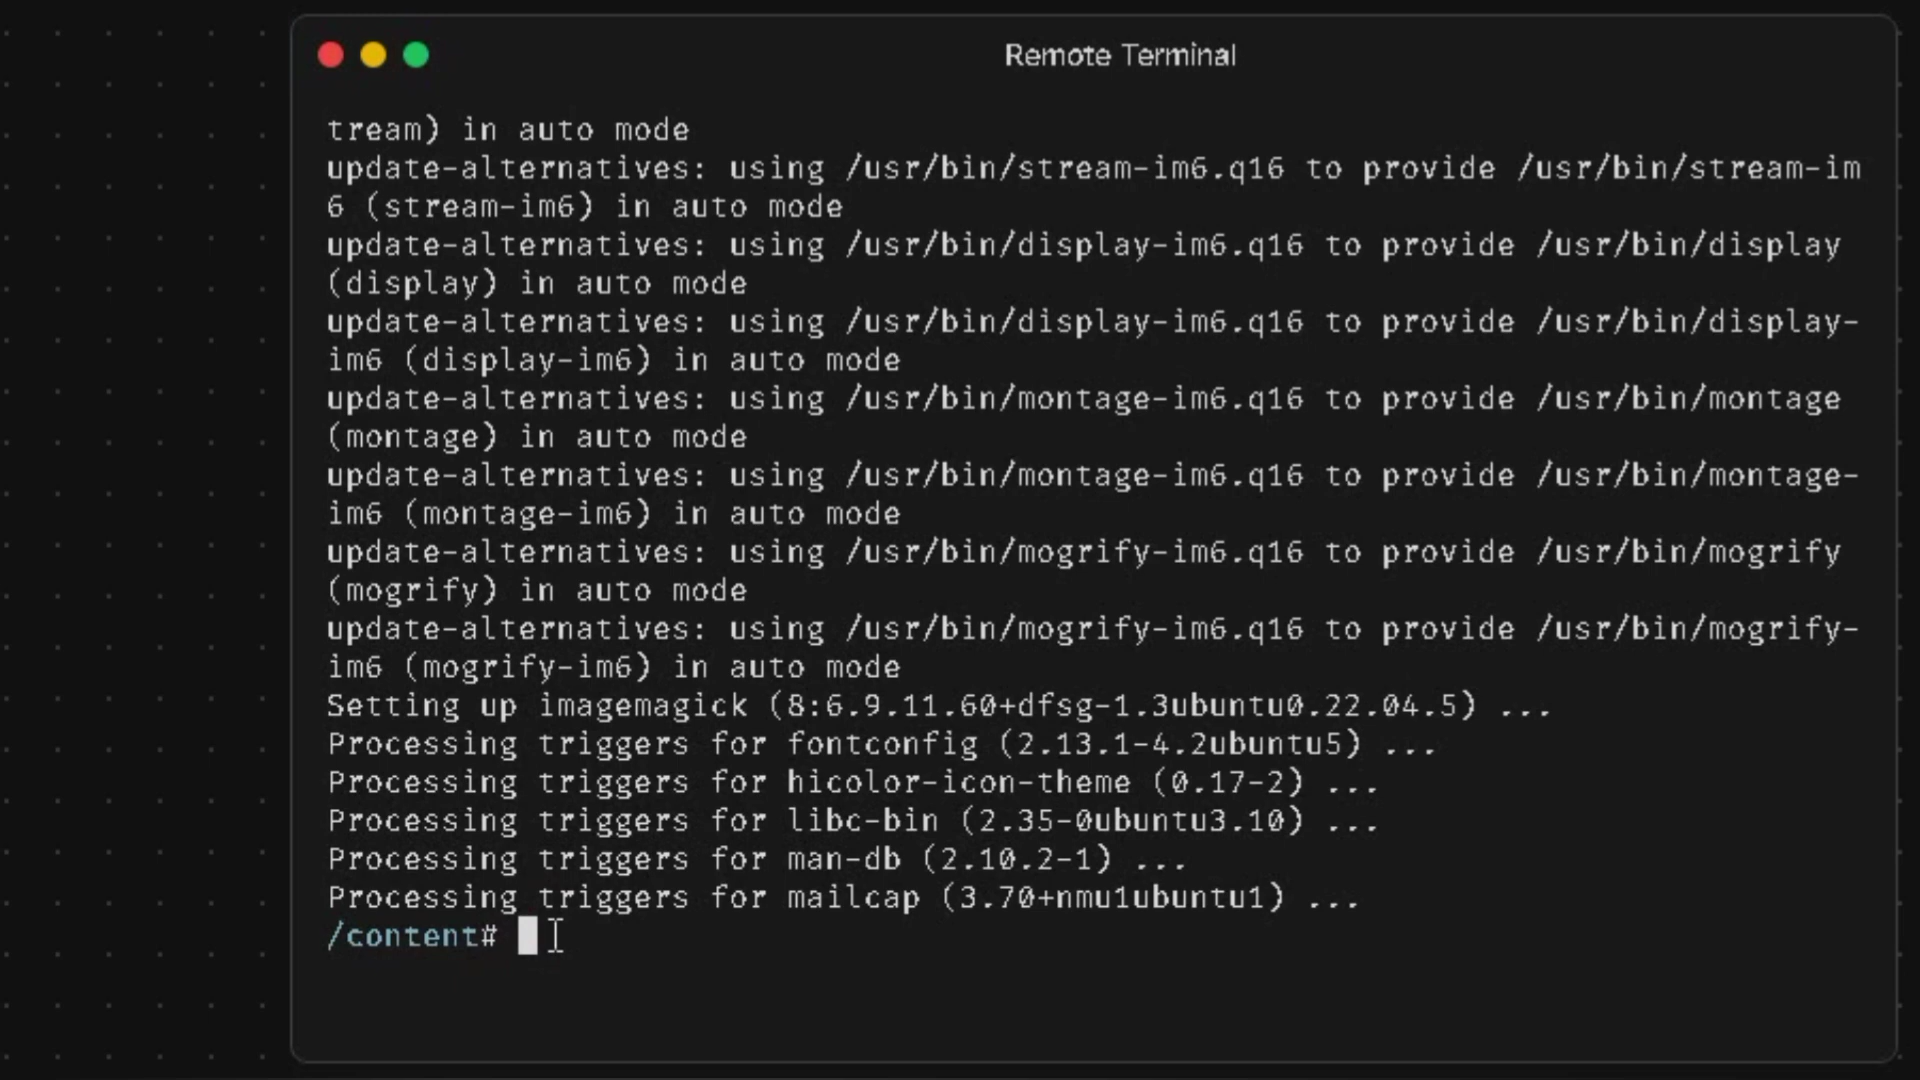 Remote Terminal
tream) in auto mode
update-alternatives: using /usr/bin/stream-im6.q16 to provide /usr/bin/stream-im
6 (stream-im6) in auto mode
update-alternatives: using /usr/bin/display-im6.q16 to provide /usr/bin/display
(display) in auto mode
update-alternatives: using /usr/bin/display-im6.q16 to provide /usr/bin/display-
im6 (display-im6) in auto mode
update-alternatives: using /usr/bin/montage-im6.q16 to provide /usr/bin/montage
(montage) in auto mode
update-alternatives: using /usr/bin/montage-im6.q16 to provide /usr/bin/montage-
im6 (montage-im6) in auto mode
update-alternatives: using /usr/bin/mogrify-im6.q16 to provide /usr/bin/mogrify
(mogrify) in auto mode
update-alternatives: using /usr/bin/mogrify-im6.q16 to provide /usr/bin/mogrify-
im6 (mogrify-im6) in auto mode
Setting up imagemagick (8:6.9.11.60+dfsg-1.3ubuntu0.22.04.5) ...
Processing triggers for fontconfig (2.13.1-4.2ubuntu5) ...
Processing triggers for hicolor-icon-theme (0.17-2) ...
Processing triggers for libc-bin (2.35-0ubuntu3.10) ...
Processing triggers for man-db (2.10.2-1) ...
Processing triggers for mailcap (3.70+nmu1ubuntu1) ...
/content#